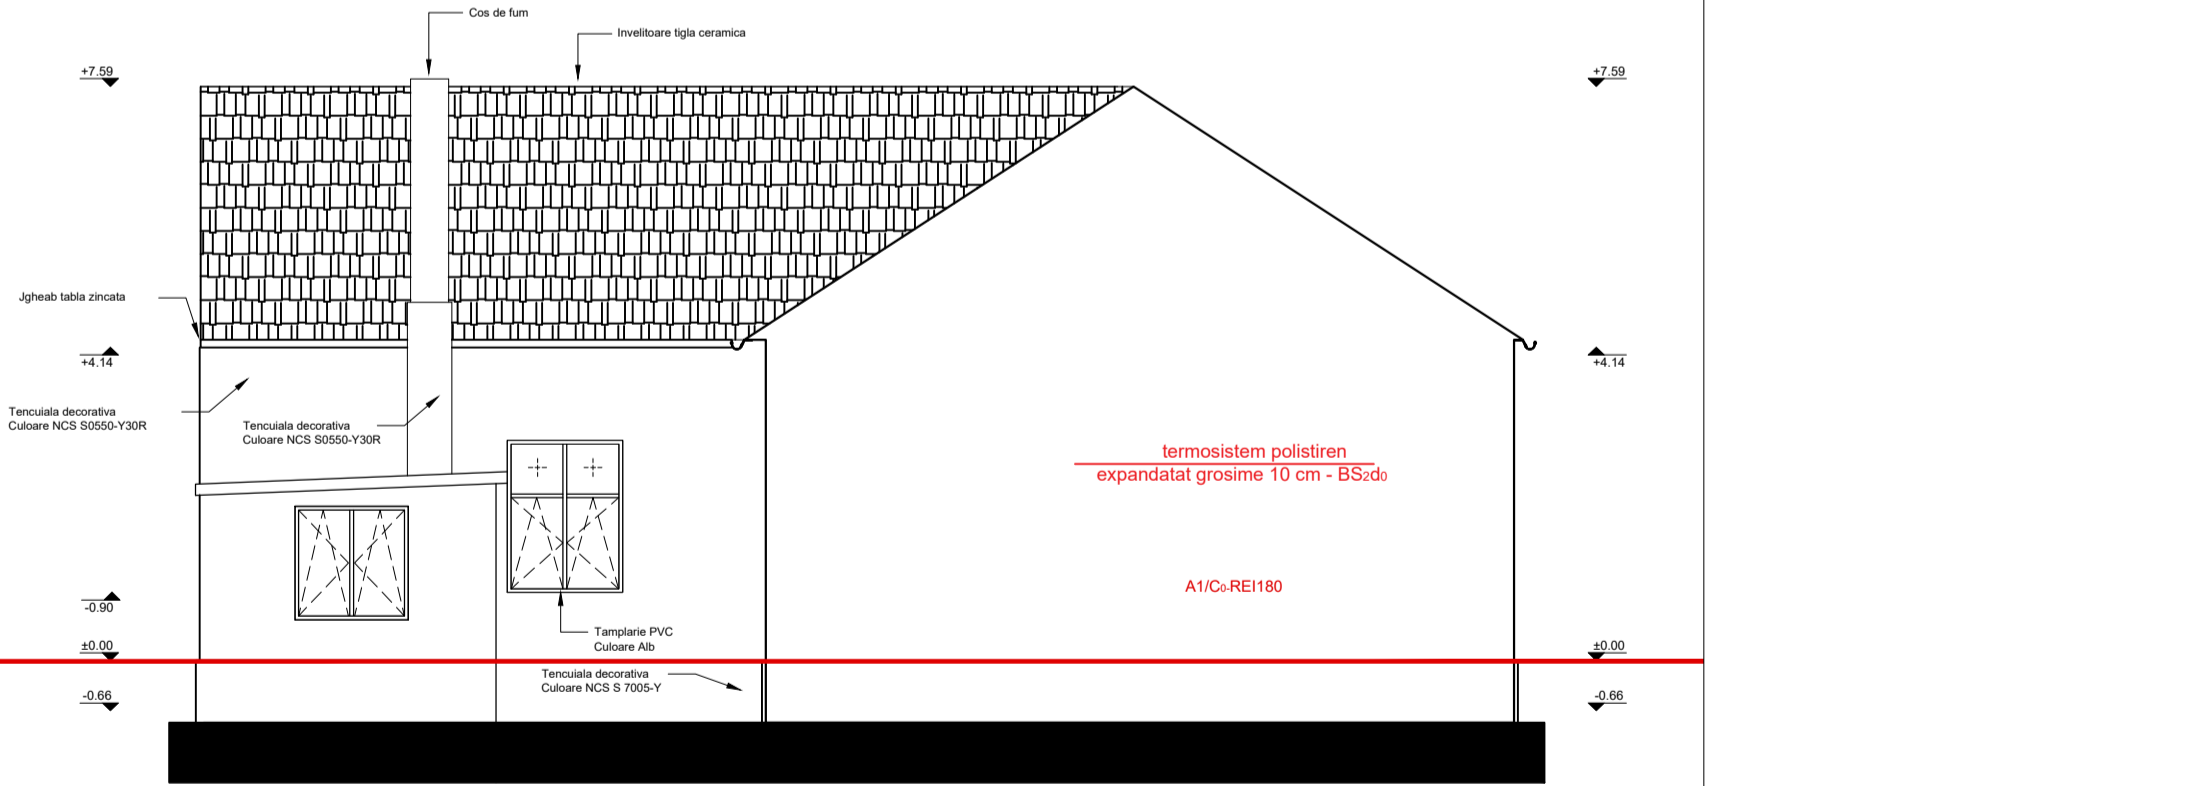 Cos de fum
Invelitoare tigla ceramica
+7.59
+7.59
Jgheab tabla zincata
+4.14
+4.14
Tencuiala decorativa
Culoare NCS S0550-Y30R
Tencuiala decorativa
Culoare NCS S0550-Y30R
termosistem polistiren
expandatat grosime 10 cm - BS2d0
A1/C0-REI180
-0.90
Tamplarie PVC
Culoare Alb
±0.00
±0.00
Tencuiala decorativa
Culoare NCS S 7005-Y
-0.66
-0.66